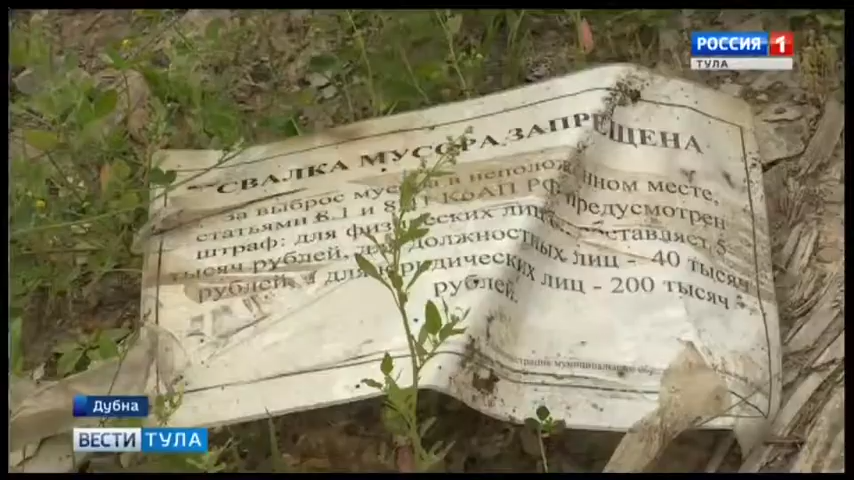 РОССИЯ 1
ТУЛА
СВАЛКА МУСОРА ЗАПРЕЩЕНА
за выброс мусора в неположенном месте,
статьями 6.1 и КоАП РФ предусмотрен
штраф: для физических лиц составляет 5
тысяч рублей, для должностных лиц - 40 тысяч
рублей, для юридических лиц - 200 тысяч
рублей.
муниципального
Дубна
ВЕСТИ ТУЛА